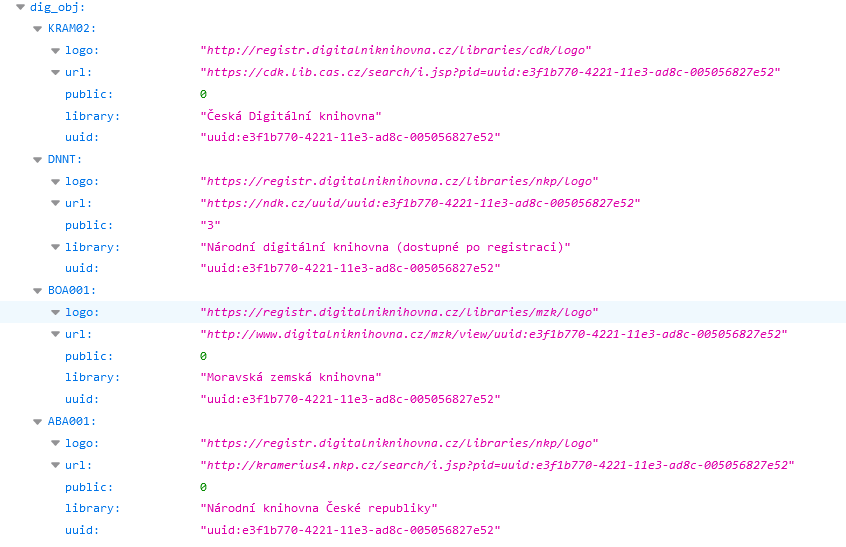 dig_obj:
KRAM02:
logo: "http://registr.digitalniknihovna.cz/libraries/cdk/logo"
url: "https://cdk.lib.cas.cz/search/i.jsp?pid=uuid:e3f1b770-4221-11e3-ad8c-005056827e52"
public: 0
library: "Česká Digitální knihovna"
uuid: "uuid:e3f1b770-4221-11e3-ad8c-005056827e52"
DNNT:
logo: "https://registr.digitalniknihovna.cz/libraries/nkp/logo"
url: "https://ndk.cz/uuid/uuid:e3f1b770-4221-11e3-ad8c-005056827e52"
public: "3"
library: "Národní digitální knihovna (dostupné po registraci)"
uuid: "uuid:e3f1b770-4221-11e3-ad8c-005056827e52"
BOA001:
logo: "https://registr.digitalniknihovna.cz/libraries/mzk/logo"
url: "http://www.digitalniknihovna.cz/mzk/view/uuid:e3f1b770-4221-11e3-ad8c-005056827e52"
public: 0
library: "Moravská zemská knihovna"
uuid: "uuid:e3f1b770-4221-11e3-ad8c-005056827e52"
ABA001:
logo: "https://registr.digitalniknihovna.cz/libraries/nkp/logo"
url: "http://kramerius4.nkp.cz/search/i.jsp?pid=uuid:e3f1b770-4221-11e3-ad8c-005056827e52"
public: 0
library: "Národní knihovna České republiky"
uuid: "uuid:e3f1b770-4221-11e3-ad8c-005056827e52"